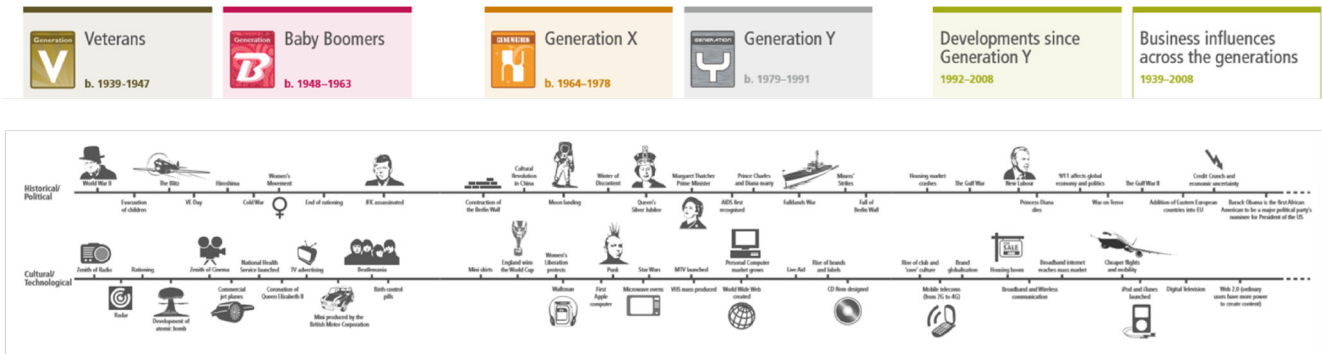 Generation
V
Veterans
b. 1939-1947
Generation
B
Baby Boomers
b. 1948–1963
GENERATION
X
Generation X
b. 1964–1978
GENERATION
Y
Generation Y
b. 1979–1991
Developments since
Generation Y
1992–2008
Business influences
across the generations
1939–2008
Historical/
Political
World War II
The Blitz
Hiroshima
Women's
Movement
JFK assassinated
Cultural
Revolution
in China
Moon landing
Winter of
Discontent
Margaret Thatcher
Prime Minister
Prince Charles
and Diana marry
Miners'
Strikes
Housing market
crashes
The Gulf War
New Labour
9/11 affects global
economy and politics
The Gulf War II
Credit Crunch and
economic uncertainty
Evacuation
of children
VE Day
Cold War
End of rationing
Construction of
the Berlin Wall
Queen's
Silver Jubilee
AIDS first
recognised
Falklands War
Fall of
Berlin Wall
Princess Diana
dies
War on Terror
Addition of Eastern European
countries into EU
Barack Obama is the first African
American to be a major political party's
nominee for President of the US
Cultural/
Technological
Zenith of Radio
Rationing
Zenith of Cinema
National Health
Service launched
TV advertising
Beatlemania
Mini skirts
England wins
the World Cup
Women's
Liberation
protests
Punk
Star Wars
MTV launched
Personal Computer
market grows
Live Aid
Rise of brands
and labels
Rise of club and
"rave" culture
Brand
globalisation
SALE
Housing boom
Broadband internet
reaches mass market
Cheaper flights
and mobility
Radar
Development of
atomic bomb
Commercial
jet planes
Coronation of
Queen Elizabeth II
Mini produced by the
British Motor Corporation
Birth control
pills
Walkman
First
Apple
computer
Microwave ovens
VHS mass produced
World Wide Web
created
CD Rom designed
Mobile telecoms
(from 2G to 4G)
Broadband and Wireless
communication
iPod and iTunes
launched
Digital Television
Web 2.0 (ordinary
users have more power
to create content)